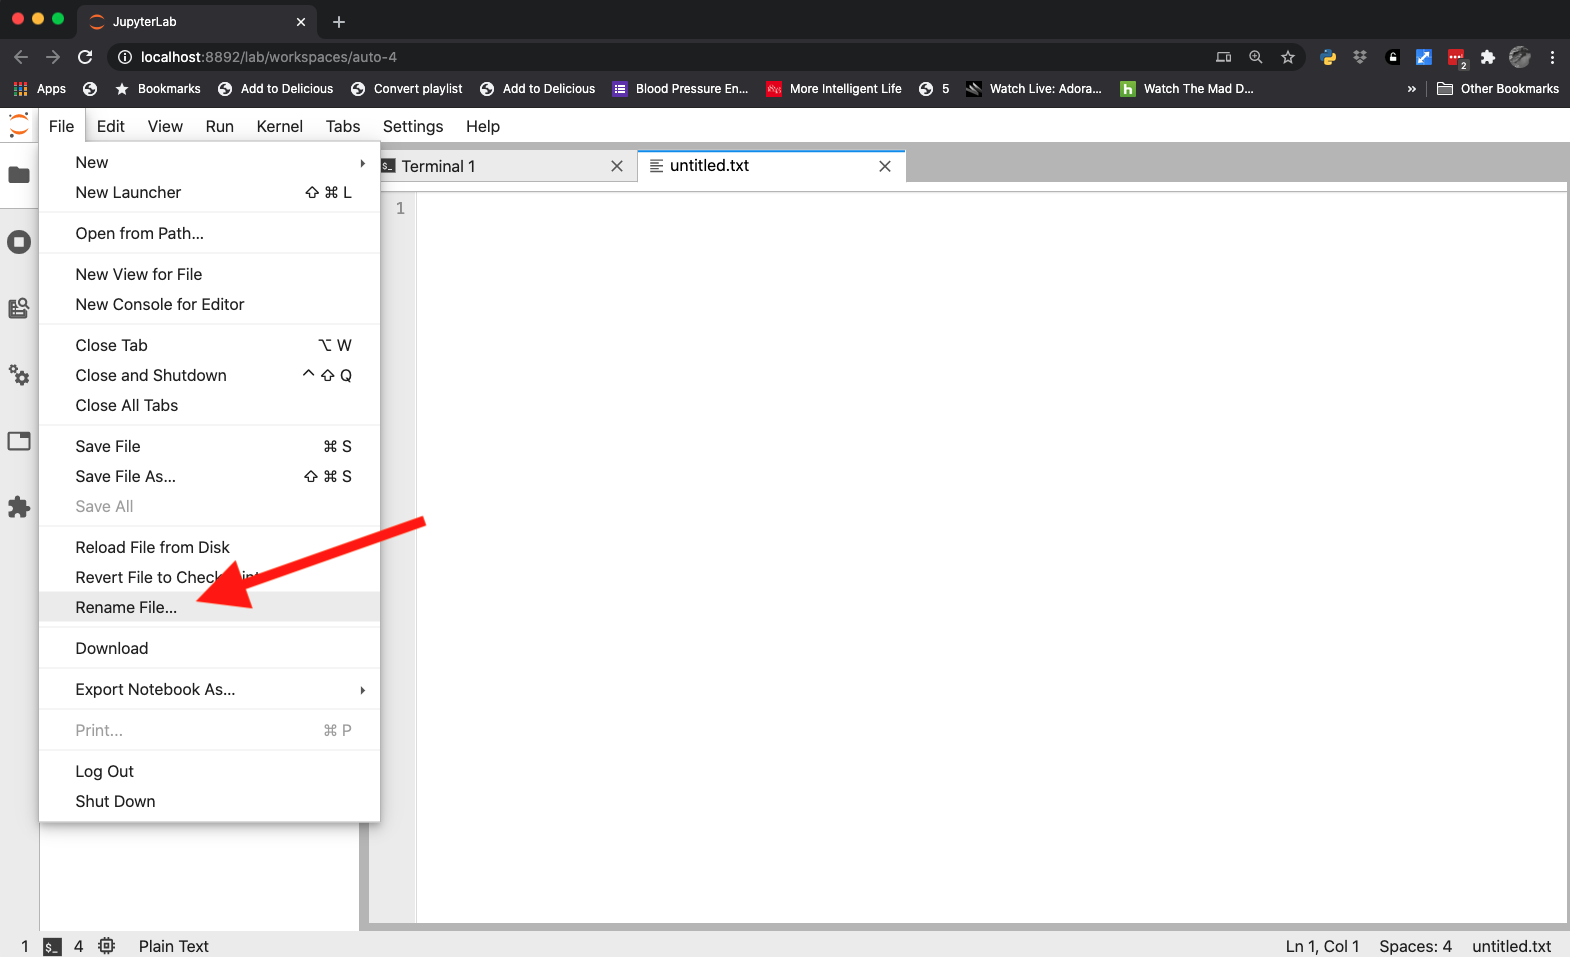 JupyterLab
localhost:8892/lab/workspaces/auto-4
2
Apps Bookmarks Add to Delicious Convert playlist Add to Delicious Blood Pressure En... More Intelligent Life 5 Watch Live: Adora... Watch The Mad D... » Other Bookmarks
File Edit View Run Kernel Tabs Settings Help
Terminal 1 untitled.txt
1
New
New Launcher ⇧ ⌘ L
Open from Path...
New View for File
New Console for Editor
Close Tab ⌥ W
Close and Shutdown ^ ⇧ Q
Close All Tabs
Save File ⌘ S
Save File As... ⇧ ⌘ S
Save All
Reload File from Disk
Revert File to Checkpoint
Rename File...
Download
Export Notebook As...
Print... ⌘ P
Log Out
Shut Down
1 $_ 4 Plain Text Ln 1, Col 1 Spaces: 4 untitled.txt